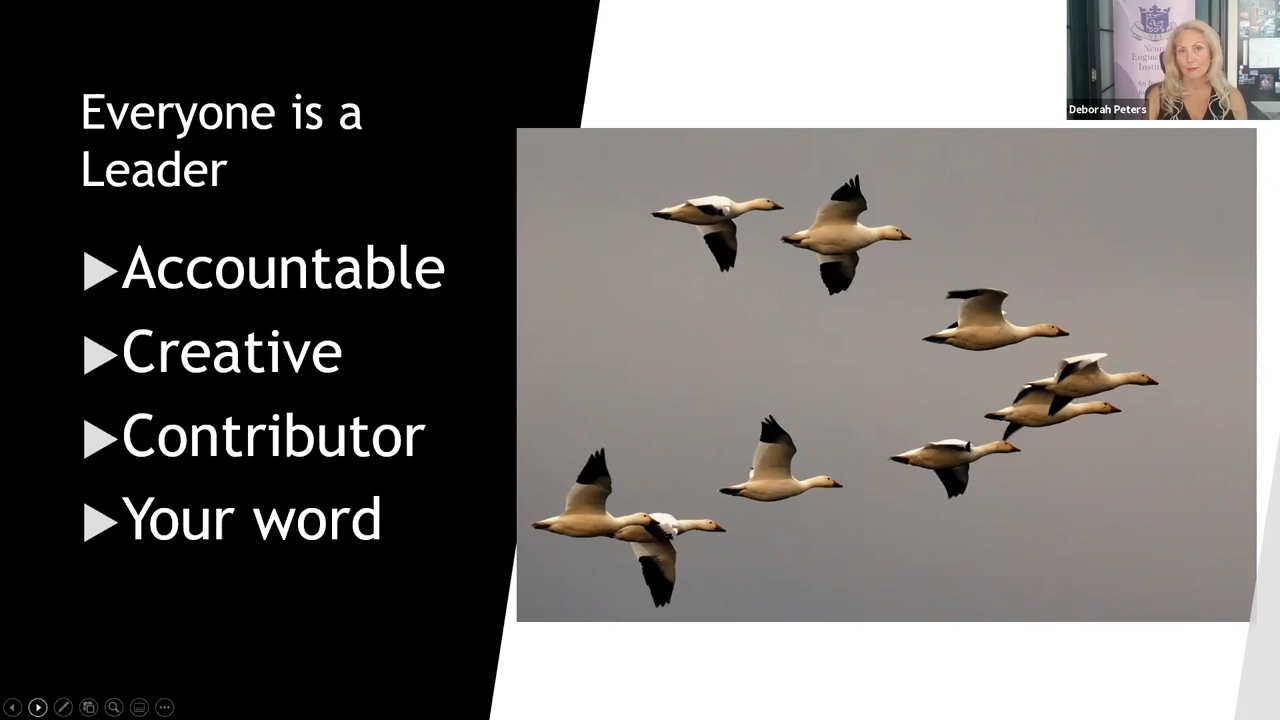 Everyone is a
Leader
Accountable
Creative
Contributor
Your word
Deborah Peters